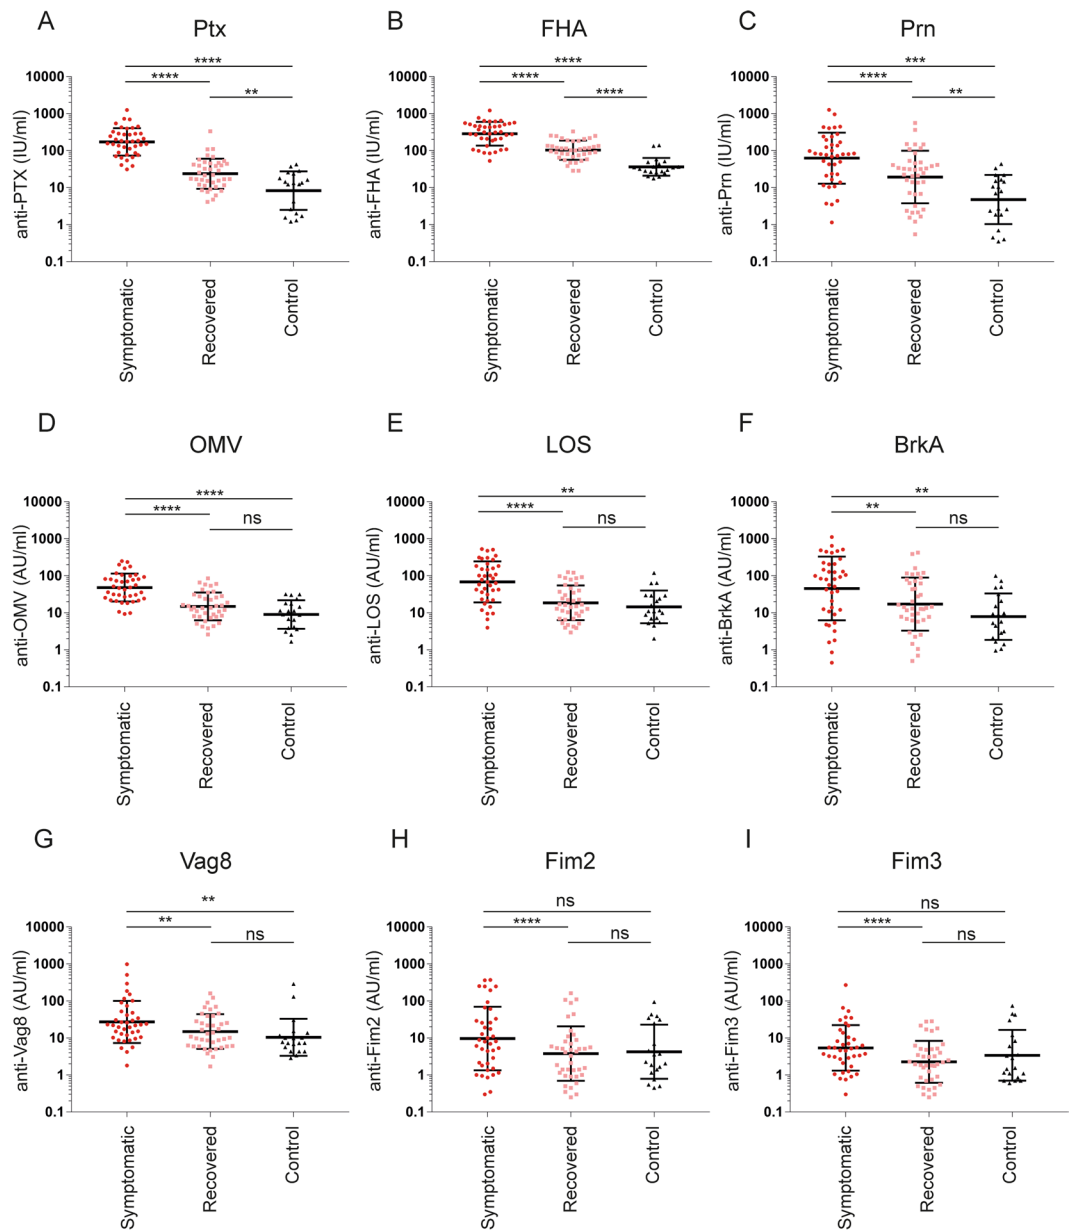 A
Ptx
****
****
**
10000
1000
100
10
1
0.1
anti-PTX (IU/ml)
Symptomatic
Recovered
Control
B
FHA
****
****
****
10000
1000
100
10
1
0.1
anti-FHA (IU/ml)
Symptomatic
Recovered
Control
C
Prn
***
****
**
10000
1000
100
10
1
0.1
anti-Prn (IU/ml)
Symptomatic
Recovered
Control
D
OMV
****
****
ns
10000
1000
100
10
1
0.1
anti-OMV (AU/ml)
Symptomatic
Recovered
Control
E
LOS
**
****
ns
10000
1000
100
10
1
0.1
anti-LOS (AU/ml)
Symptomatic
Recovered
Control
F
BrkA
**
**
ns
10000
1000
100
10
1
0.1
anti-BrkA (AU/ml)
Symptomatic
Recovered
Control
G
Vag8
**
**
ns
10000
1000
100
10
1
0.1
anti-Vag8 (AU/ml)
Symptomatic
Recovered
Control
H
Fim2
ns
****
ns
10000
1000
100
10
1
0.1
anti-Fim2 (AU/ml)
Symptomatic
Recovered
Control
I
Fim3
ns
****
ns
10000
1000
100
10
1
0.1
anti-Fim3 (AU/ml)
Symptomatic
Recovered
Control